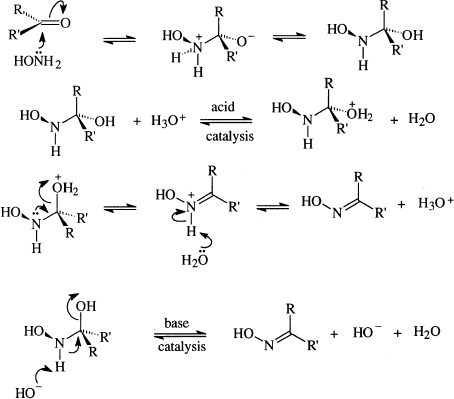 R
R' O
HONH2
HO + N H H R R' O−
HO N H R R' OH
HO N H R R' OH + H3O+ acid catalysis HO N H R R' + OH2 + H2O
+ OH2 HO N H R' R
HO + N H R R' H2O
HO N R R' + H3O+
OH HO N H R' R HO−
base catalysis
HO N R R' + HO− + H2O